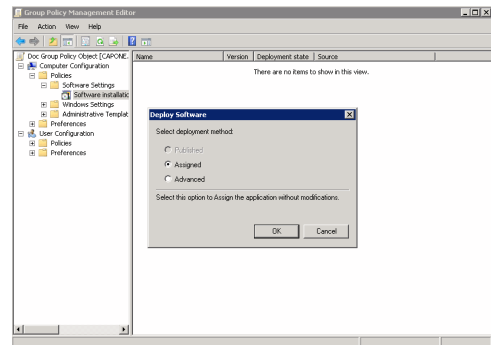 Group Policy Management Editor
File Action View Help
Doc Group Policy Object [CAPONE.
Computer Configuration
Policies
Software Settings
Software installatic
Windows Settings
Administrative Templat
Preferences
User Configuration
Policies
Preferences
Name Version Deployment state Source
There are no items to show in this view.
Deploy Software
Select deployment method:
Published
Assigned
Advanced
Select this option to Assign the application without modifications.
OK Cancel